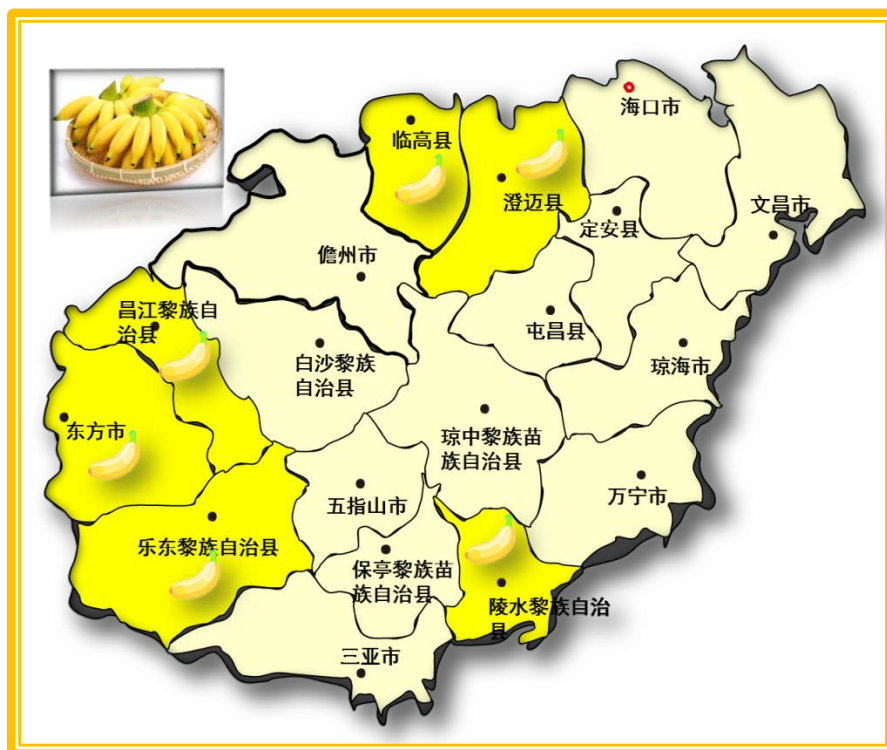 海口市
临高县
澄迈县
文昌市
定安县
儋州市
昌江黎族自
治县
屯昌县
白沙黎族
自治县
琼海市
东方市
琼中黎族苗
族自治县
万宁市
五指山市
乐东黎族自治县
保亭黎族苗
族自治县
陵水黎族自治
县
三亚市